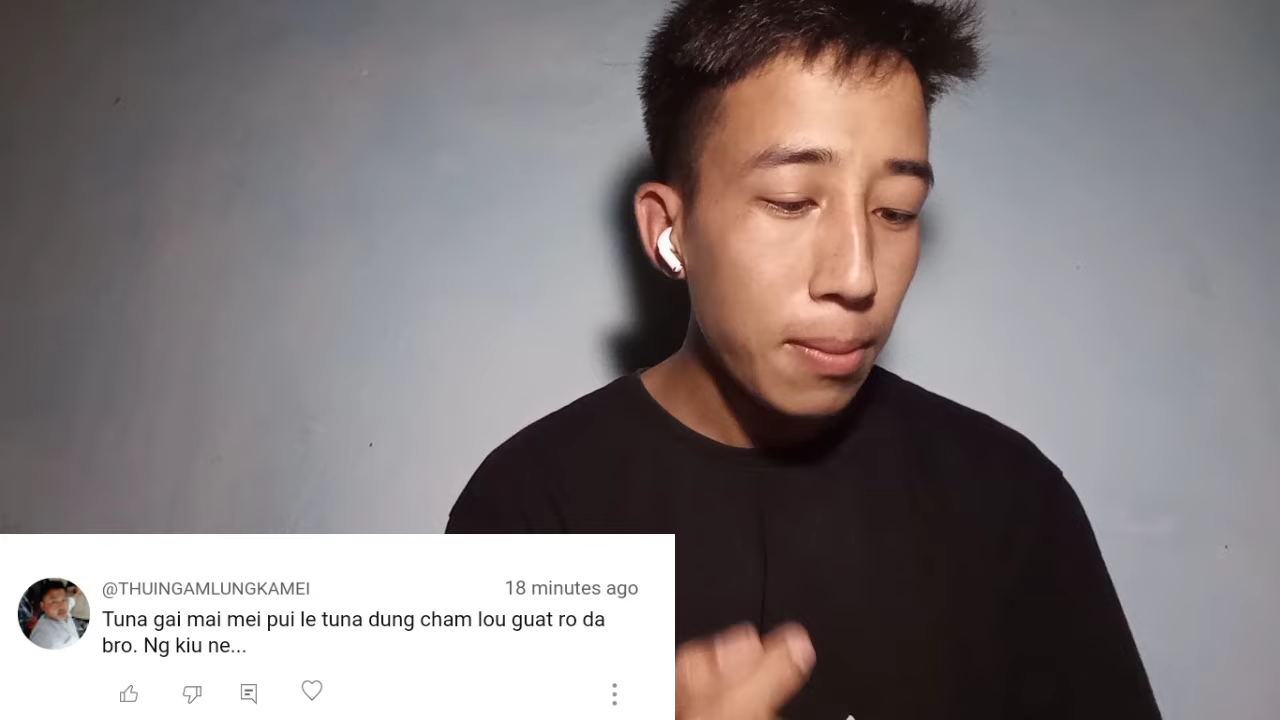 @THUINGAMLUNGKAMEI 18 minutes ago
Tuna gai mai mei pui le tuna dung cham lou guat ro da
bro. Ng kiu ne...